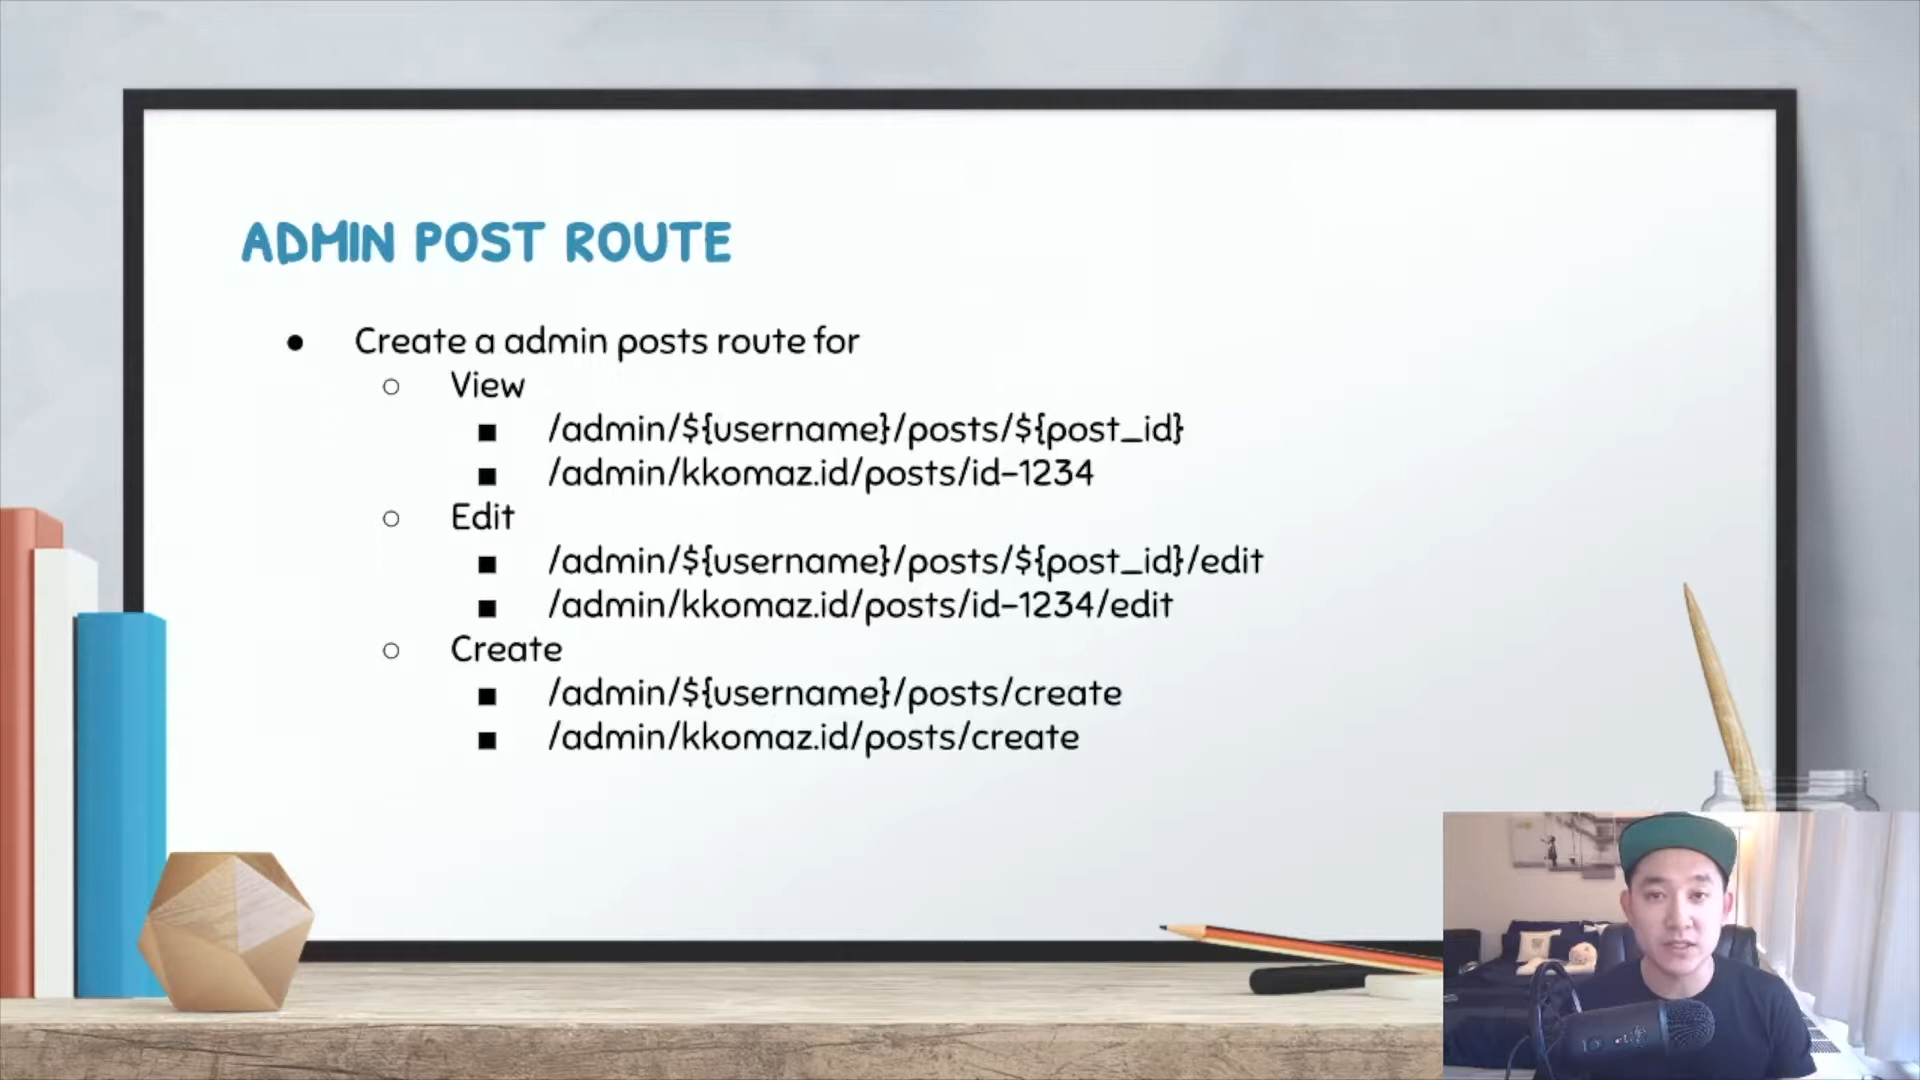 ADMIN POST ROUTE
Create a admin posts route for
View
/admin/${username}/posts/${post_id}
/admin/kkomaz.id/posts/id-1234
Edit
/admin/${username}/posts/${post_id}/edit
/admin/kkomaz.id/posts/id-1234/edit
Create
/admin/${username}/posts/create
/admin/kkomaz.id/posts/create